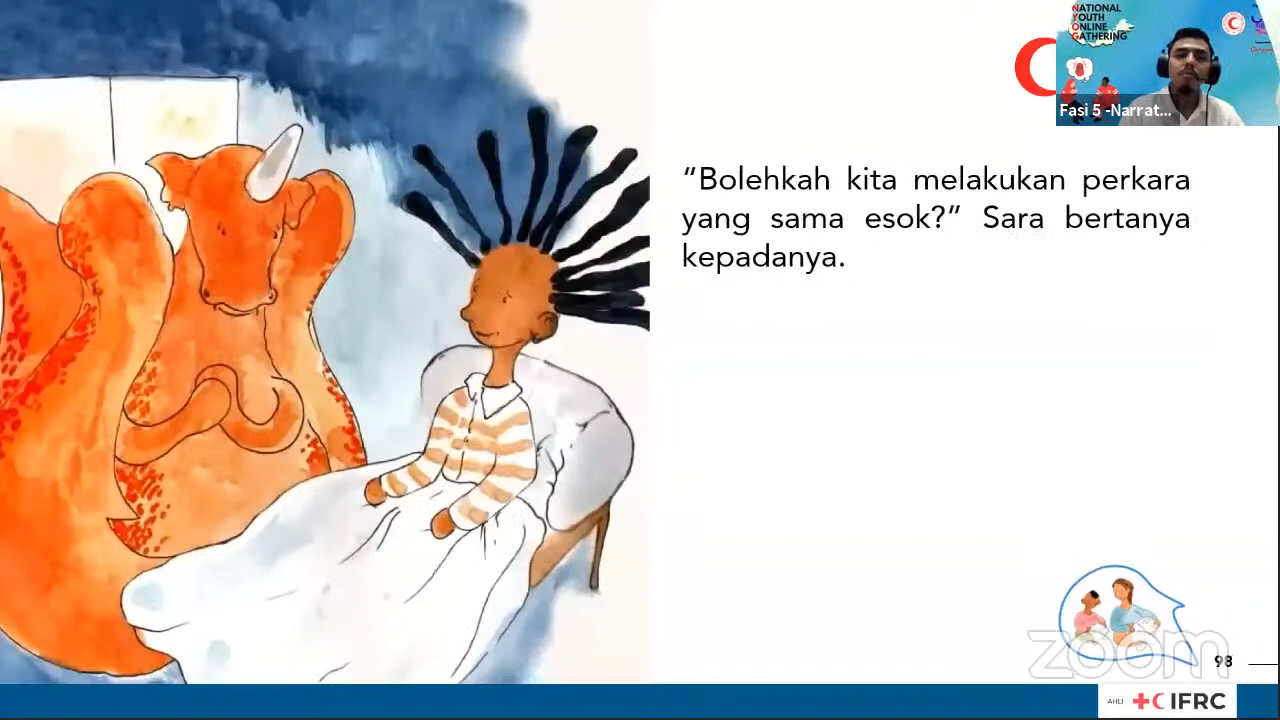 NATIONAL
YOUTH
ONLINE
GATHERING
Fasi 5 -Narrat...
“Bolehkah kita melakukan perkara
yang sama esok?” Sara bertanya
kepadanya.
zoom
98
AHLI IFRC